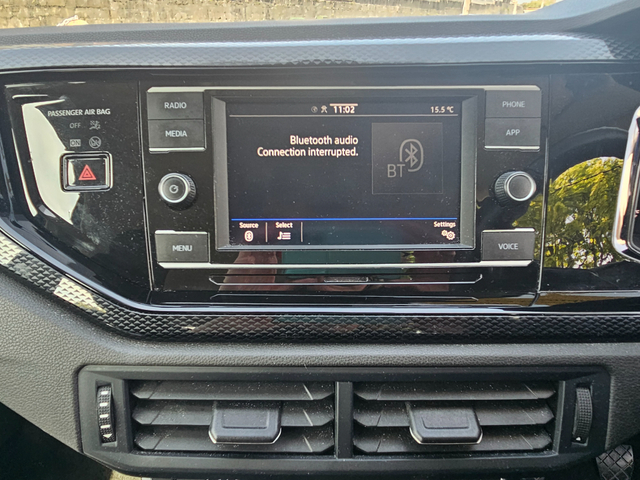 PASSENGER AIR BAG
OFF
ON
RADIO
MEDIA
MENU
11:02
15.5 °C
Bluetooth audio
Connection interrupted.
BT
Source
Select
Settings
PHONE
APP
VOICE